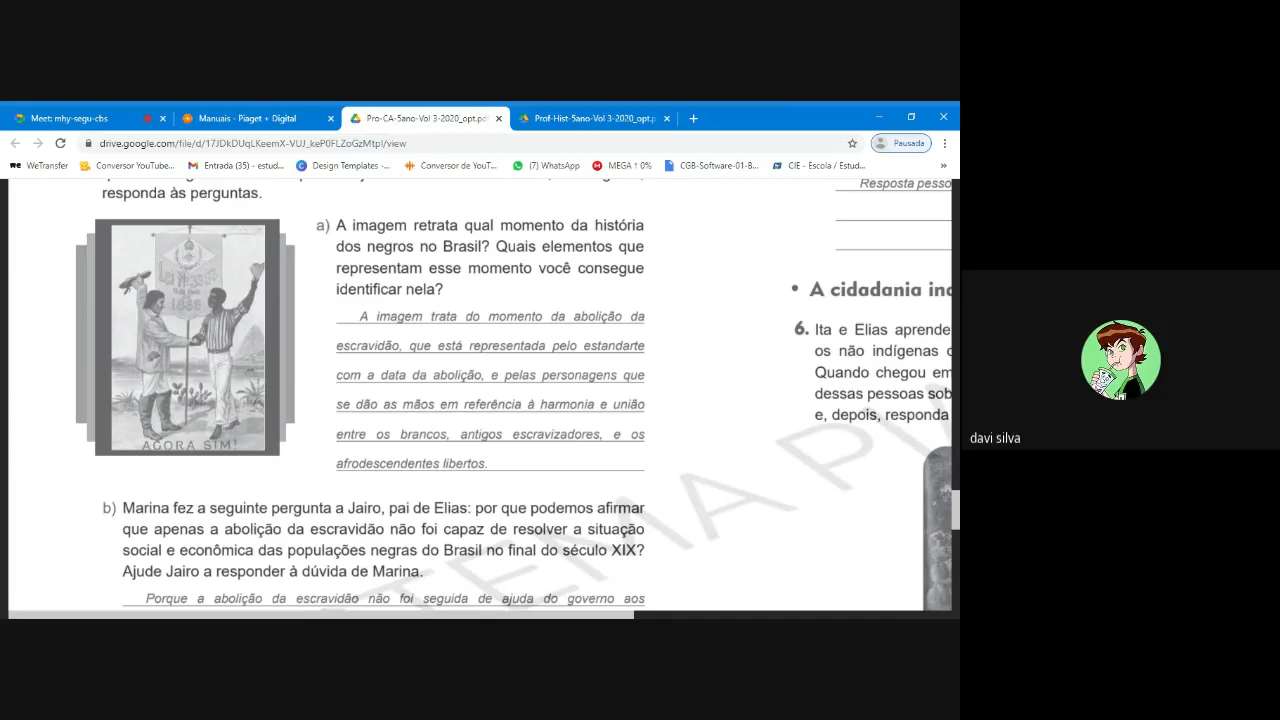 Meet: mhy-segu-cbs
Manuais - Piaget + Digital
Pro-CA-5ano-Vol 3-2020_opt.pdf
Prof-Hist-5ano-Vol 3-2020_opt.p
drive.google.com/file/d/17JDkDUqLKeemX-VUJ_keP0FLZoGzMtpl/view
Pausada
WeTransfer
Conversor YouTube...
Entrada (35) - estud...
Design Templates -...
Conversor de YouT...
(7) WhatsApp
MEGA ↑ 0%
CGB-Software-01-B...
CIE - Escola / Estud...
»
responda às perguntas.
a) A imagem retrata qual momento da história
dos negros no Brasil? Quais elementos que
representam esse momento você consegue
identificar nela?
A imagem trata do momento da abolição da
escravidão, que está representada pelo estandarte
com a data da abolição, e pelas personagens que
se dão as mãos em referência à harmonia e união
entre os brancos, antigos escravizadores, e os
afrodescendentes libertos.
1888
AGORA SIM!
b) Marina fez a seguinte pergunta a Jairo, pai de Elias: por que podemos afirmar
que apenas a abolição da escravidão não foi capaz de resolver a situação
social e econômica das populações negras do Brasil no final do século XIX?
Ajude Jairo a responder à dúvida de Marina.
Porque a abolição da escravidão não foi seguida de ajuda do governo aos
Resposta pesso
• A cidadania ind
6. Ita e Elias aprende
os não indígenas
Quando chegou em
dessas pessoas sob
e, depois, responda
davi silva